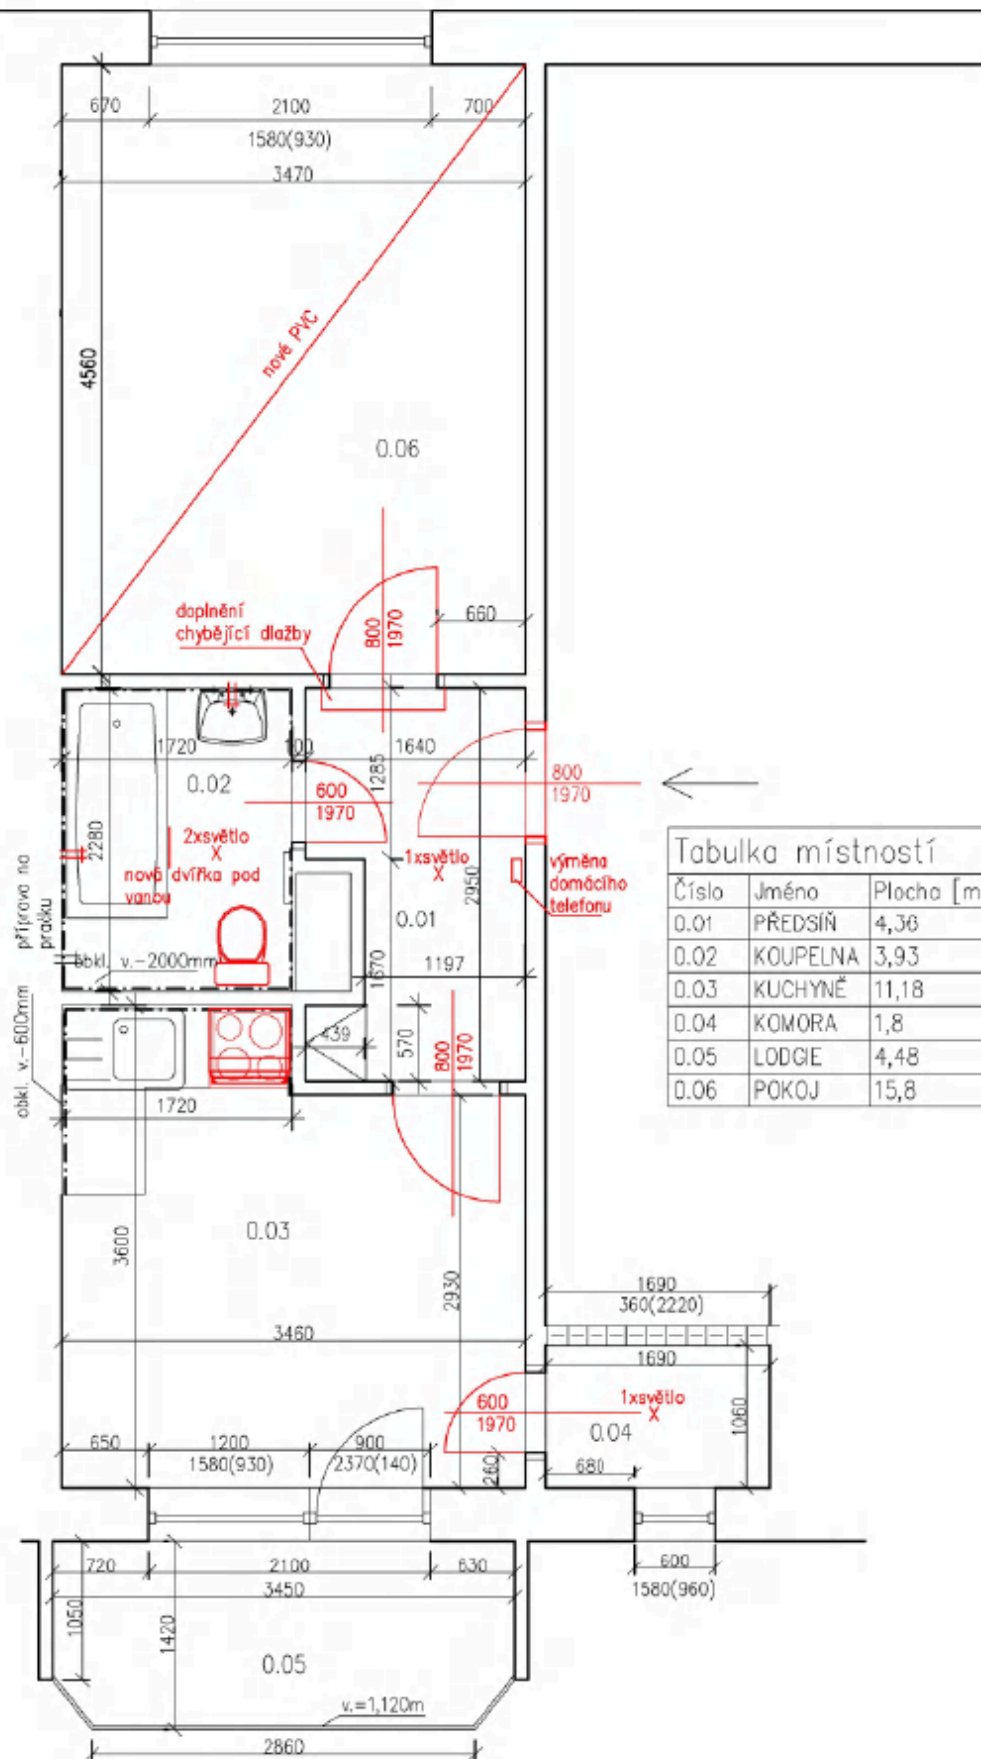 670
2100
700
1580(930)
3470
4560
nové PVC
0.06
doplnění
chybějící dlažby
800
1970
660
1720
100
1640
1285
0.02
600
1970
800
1970
2280
2xsvětlo
X
nová dvířka pod
vanou
1xsvětlo
X
2950
výměna
domácího
telefonu
0.01
příprava na
pračku
obkl. v.-2000mm
1670
1197
obkl. v.-600mm
439
570
800
1970
1720
Tabulka místností
Číslo Jméno Plocha [m
0.01 PŘEDSÍŇ 4,36
0.02 KOUPELNA 3,93
0.03 KUCHYNĚ 11,18
0.04 KOMORA 1,8
0.05 LODGIE 4,48
0.06 POKOJ 15,8
0.03
3600
2930
3460
1690
360(2220)
1690
600
1970
1xsvětlo
X
0.04
1060
650
1200
900
1580(930)
2370(140)
260
680
720
2100
630
3450
600
1580(960)
1050
1420
0.05
v.=1,120m
2860